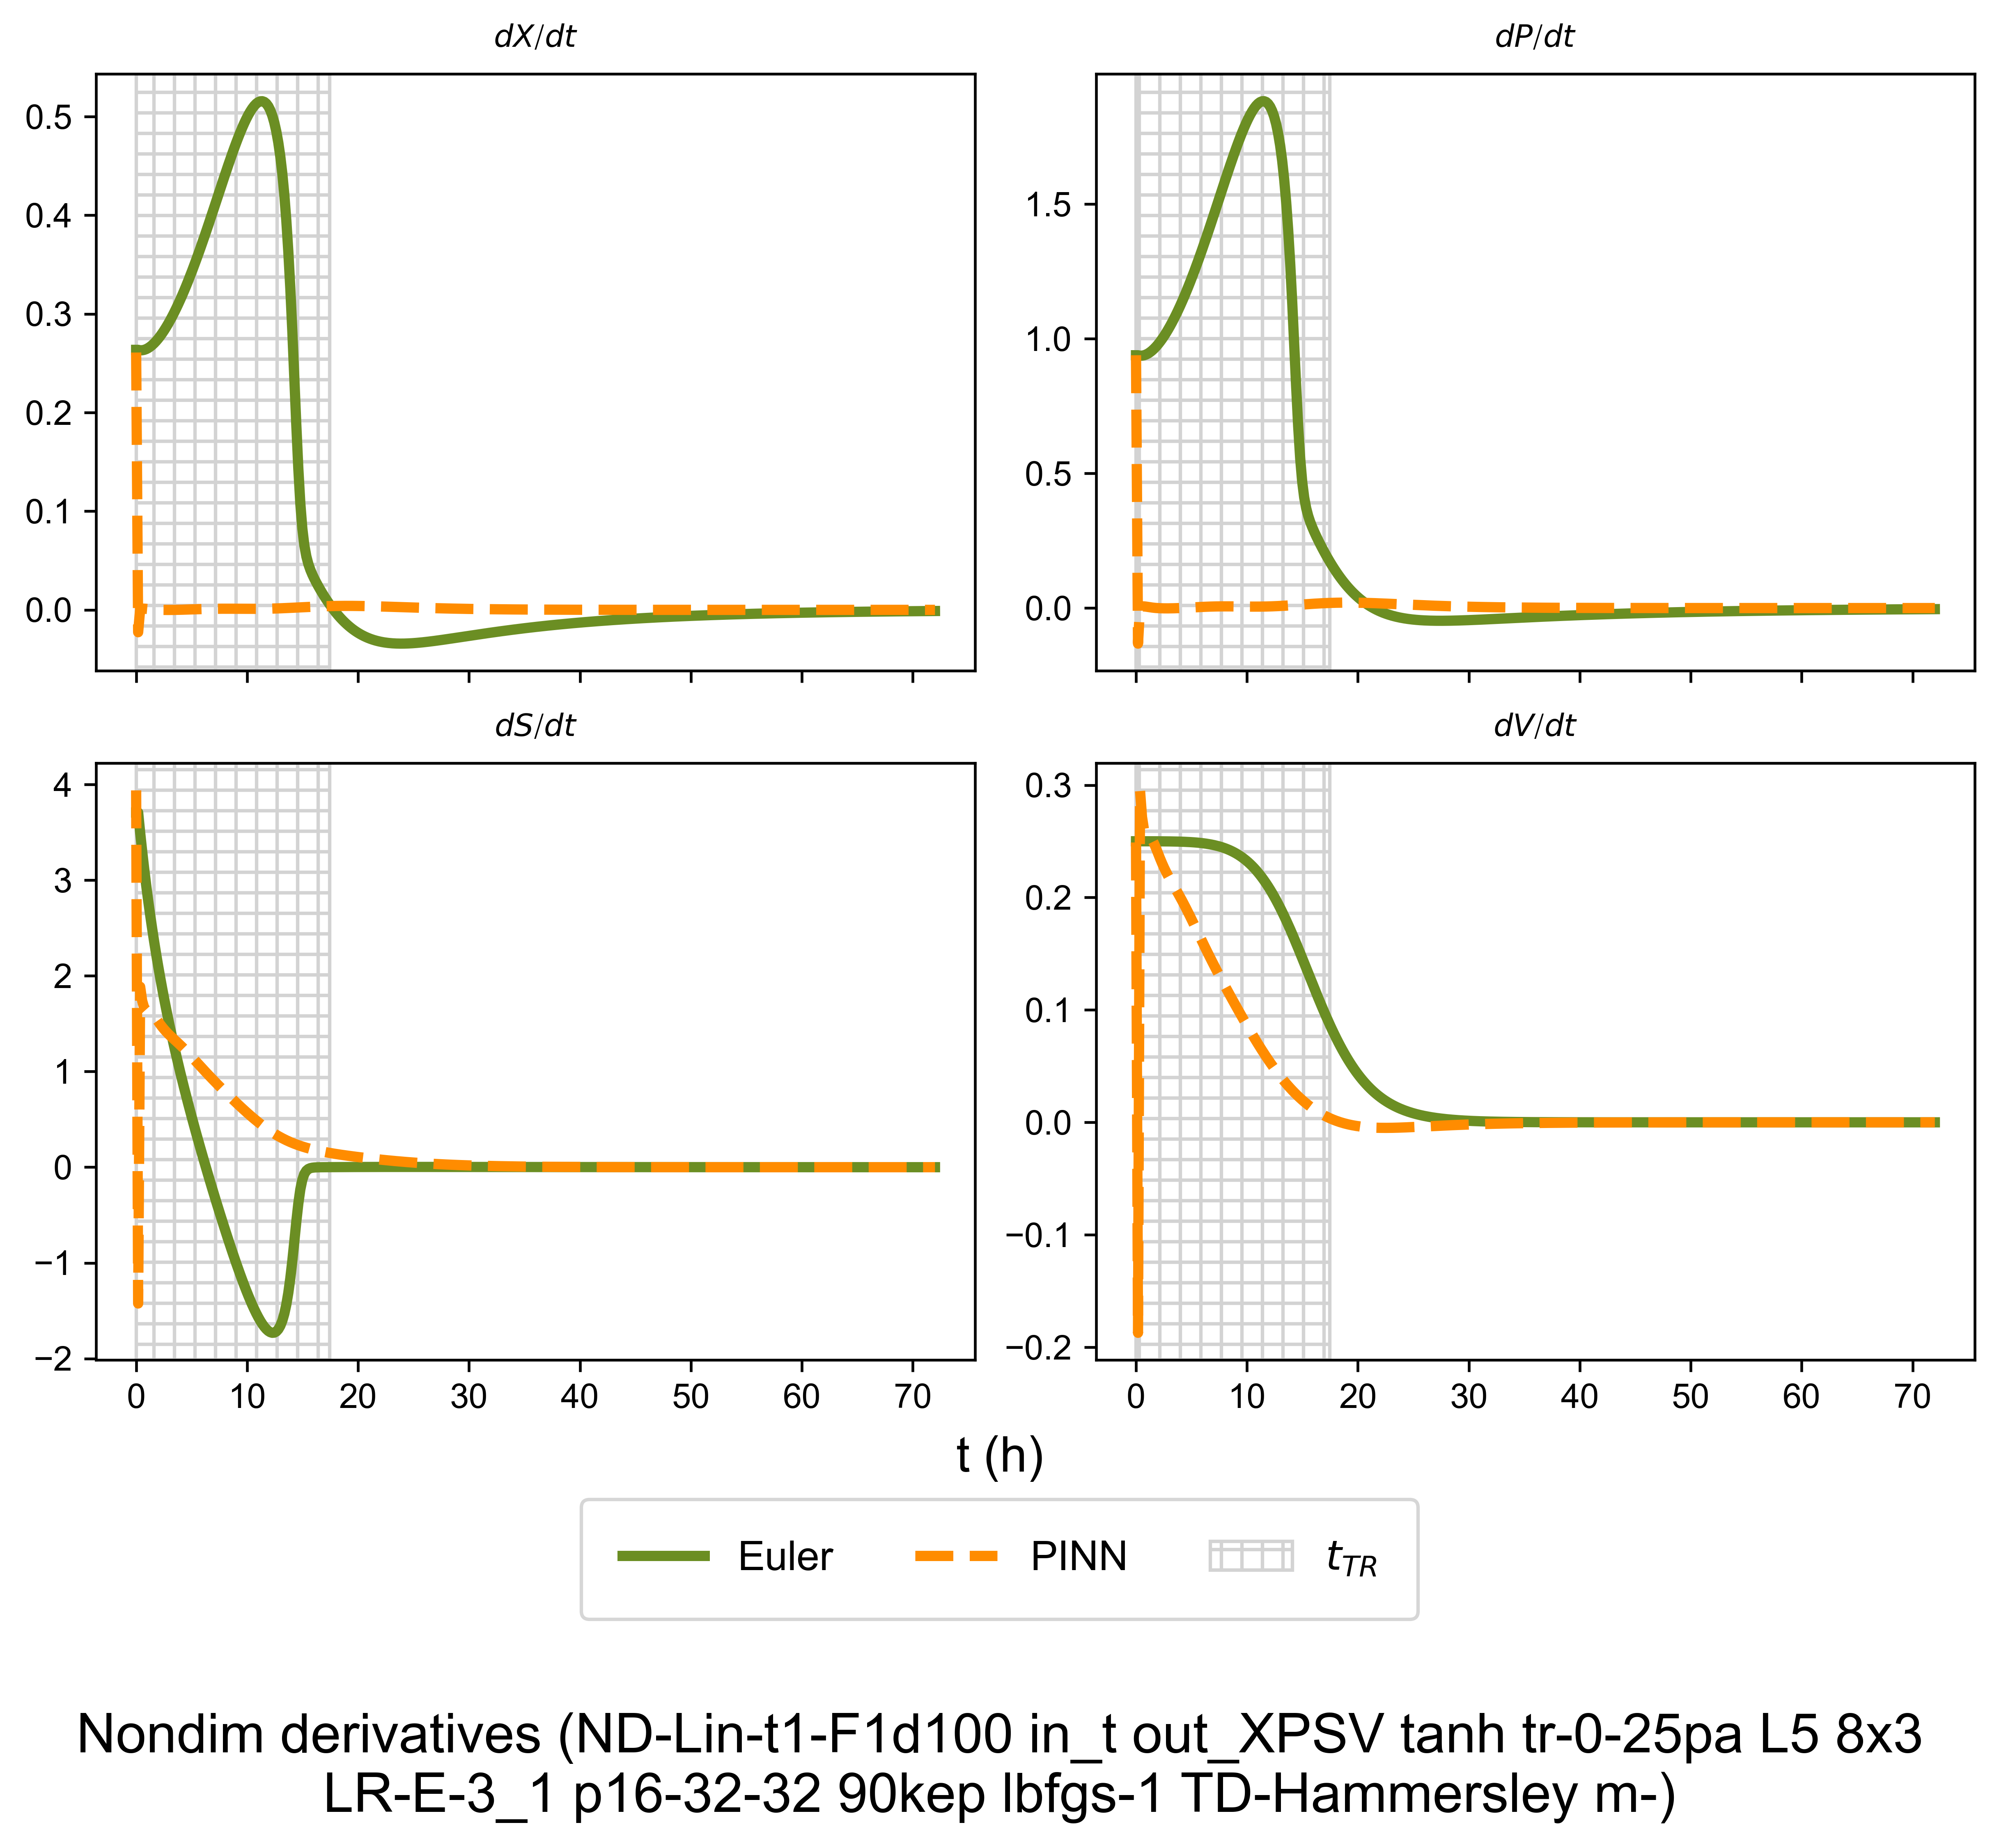 dX/dt
dP/dt
0.5
0.4
0.3
0.2
0.1
0.0
1.5
1.0
0.5
0.0
dS/dt
dV/dt
4
3
2
1
0
−1
−2
0.3
0.2
0.1
0.0
−0.1
−0.2
0 10 20 30 40 50 60 70
0 10 20 30 40 50 60 70
t (h)
Euler PINN t_TR
Nondim derivatives (ND-Lin-t1-F1d100 in_t out_XPSV tanh tr-0-25pa L5 8x3
LR-E-3_1 p16-32-32 90kep lbfgs-1 TD-Hammersley m-)